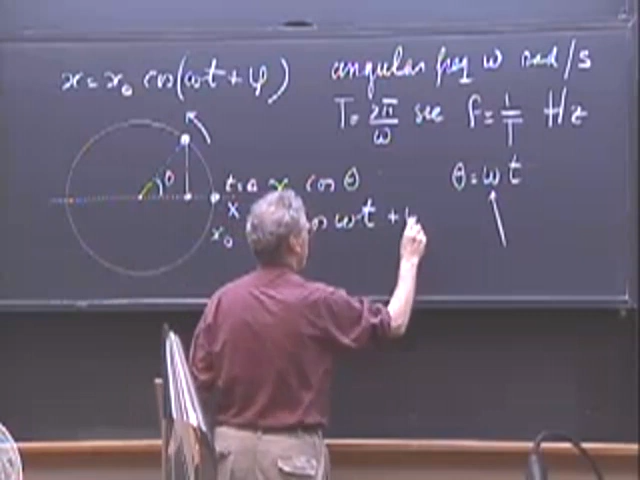 x = x₀ cos(ωt + φ)
angular freq ω rad/s
T = 2π/ω sec f = 1/T Hz
θ
t=0
cos θ
θ = ωt
x
ωt +
x₀